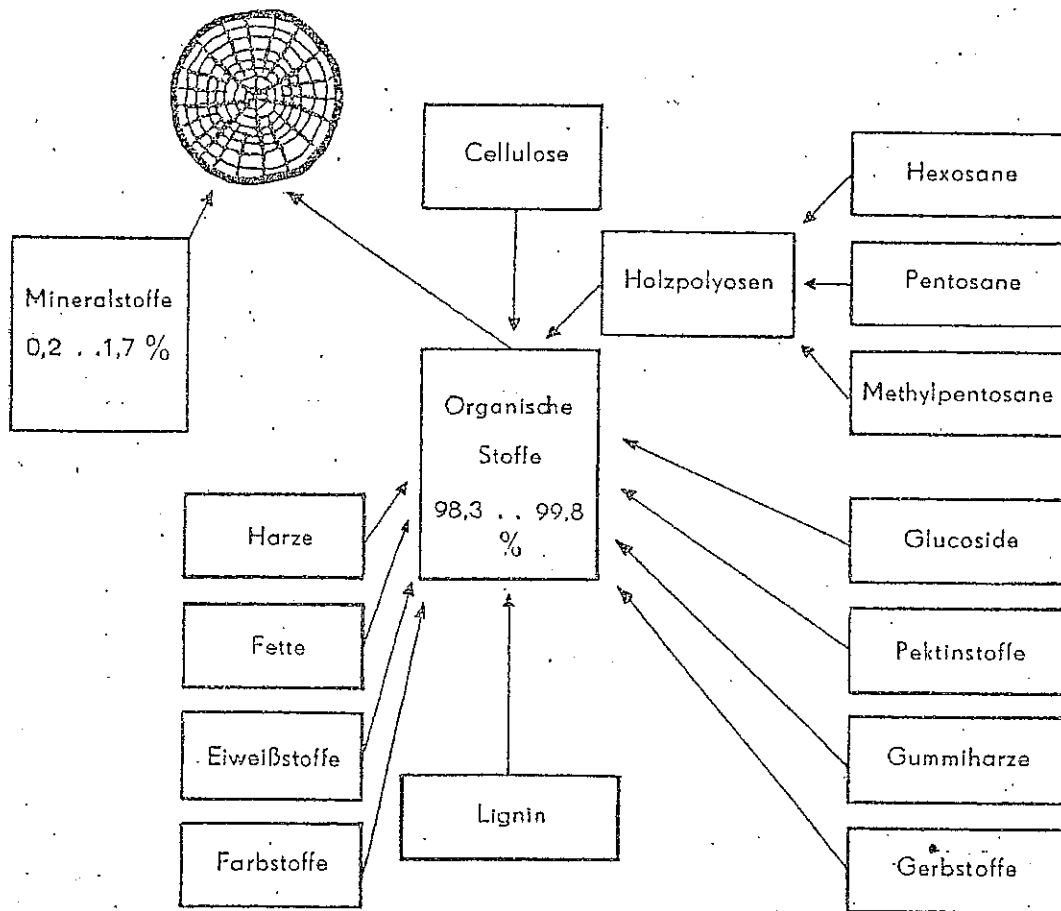 Cellulose
Hexosane
Mineralstoffe
0,2 . . 1,7 %
Holzpolyosen
Pentosane
Methylpentosane
Organische
Stoffe
98,3 . . 99,8
%
Harze
Glucoside
Fette
Pektinstoffe
Eiweißstoffe
Gummiharze
Lignin
Farbstoffe
Gerbstoffe